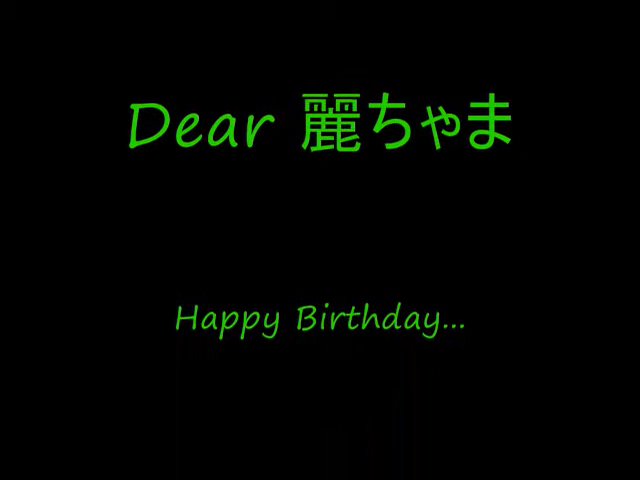 Dear 麗ちゃま
Happy Birthday...